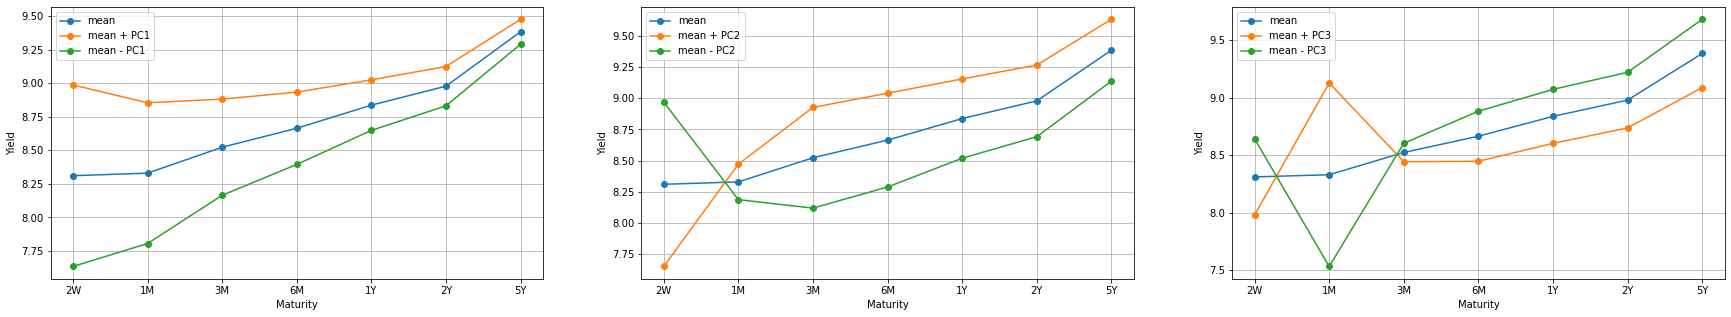 mean
mean + PC1
mean - PC1
9.50
9.25
9.00
8.75
8.50
8.25
8.00
7.75
Yield
2W 1M 3M 6M 1Y 2Y 5Y
Maturity
mean
mean + PC2
mean - PC2
9.50
9.25
9.00
8.75
8.50
8.25
8.00
7.75
Yield
2W 1M 3M 6M 1Y 2Y 5Y
Maturity
mean
mean + PC3
mean - PC3
9.5
9.0
8.5
8.0
7.5
Yield
2W 1M 3M 6M 1Y 2Y 5Y
Maturity